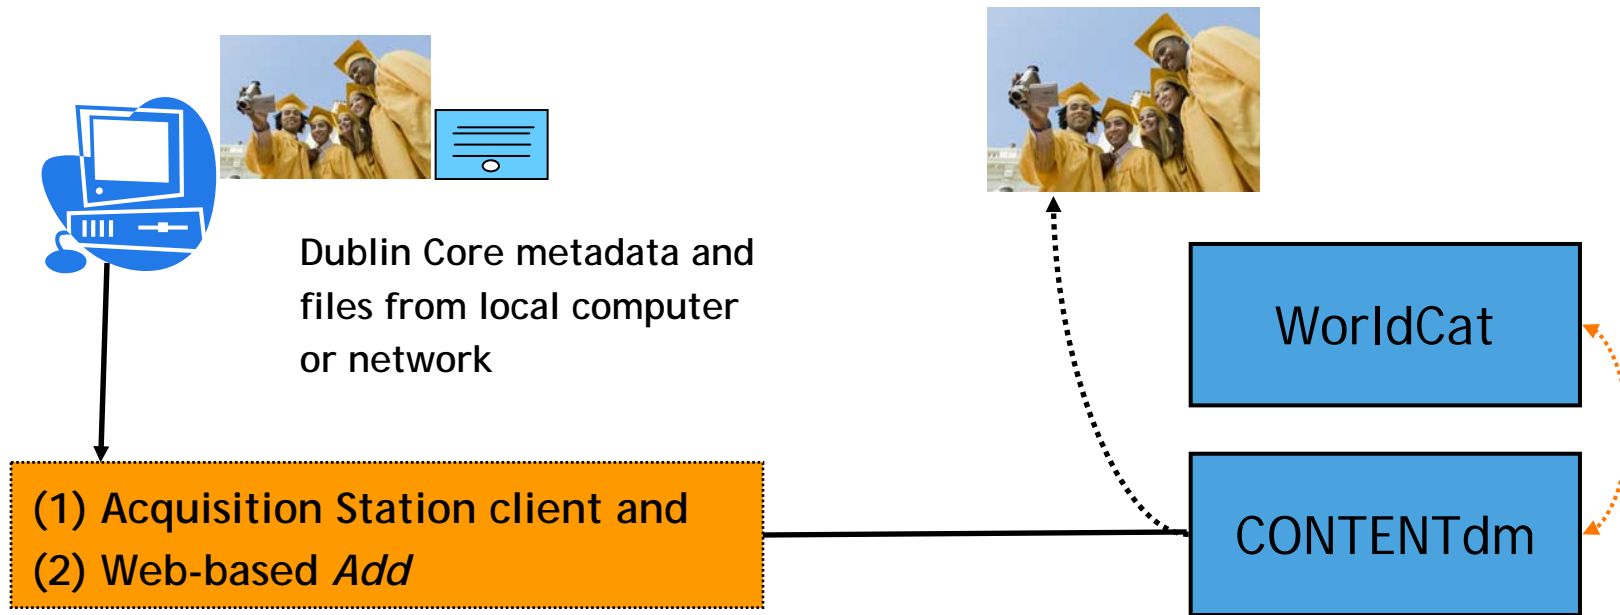 Dublin Core metadata and
files from local computer
or network
WorldCat
(1) Acquisition Station client and
(2) Web-based Add
CONTENTdm